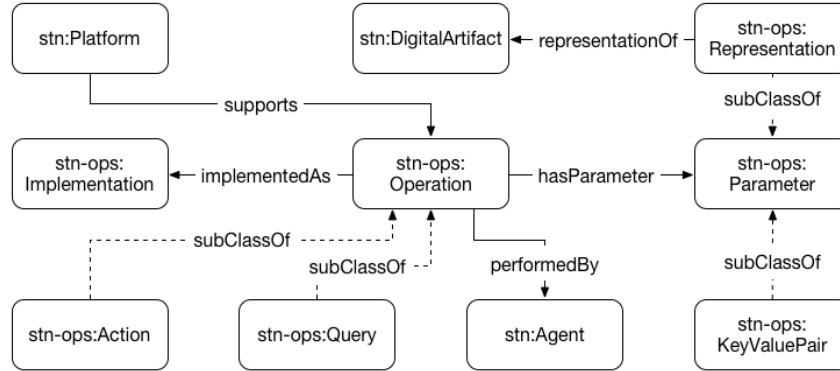 stn:Platform
stn:DigitalArtifact
representationOf
stn-ops:
Representation
subClassOf
supports
stn-ops:
Implementation
implementedAs
stn-ops:
Operation
hasParameter
stn-ops:
Parameter
subClassOf
subClassOf
performedBy
subClassOf
stn-ops:Action
stn-ops:Query
stn:Agent
stn-ops:
KeyValuePair